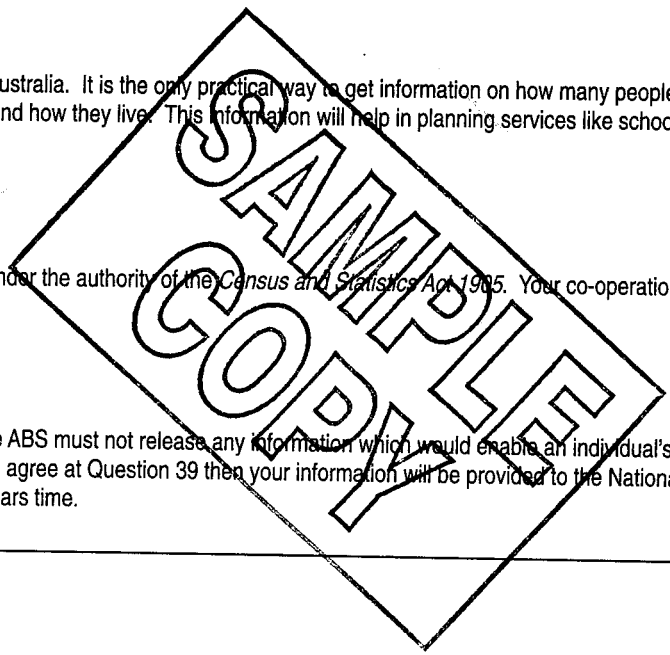 ustralia. It is the only practical way to get information on how many people
nd how they live. This information will help in planning services like schoo
nder the authority of the Census and Statistics Act 1905. Your co-operatio
e ABS must not release any information which would enable an individual's
agree at Question 39 then your information will be provided to the Nationa
ars time.
SAMPLE
COPY